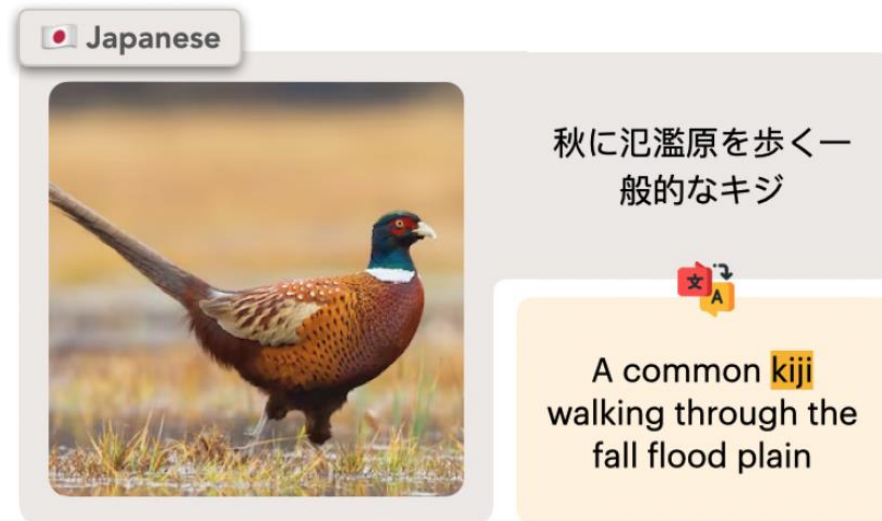 Japanese
秋に氾濫原を歩く一
般的なキジ
文
A
A common kiji
walking through the
fall flood plain